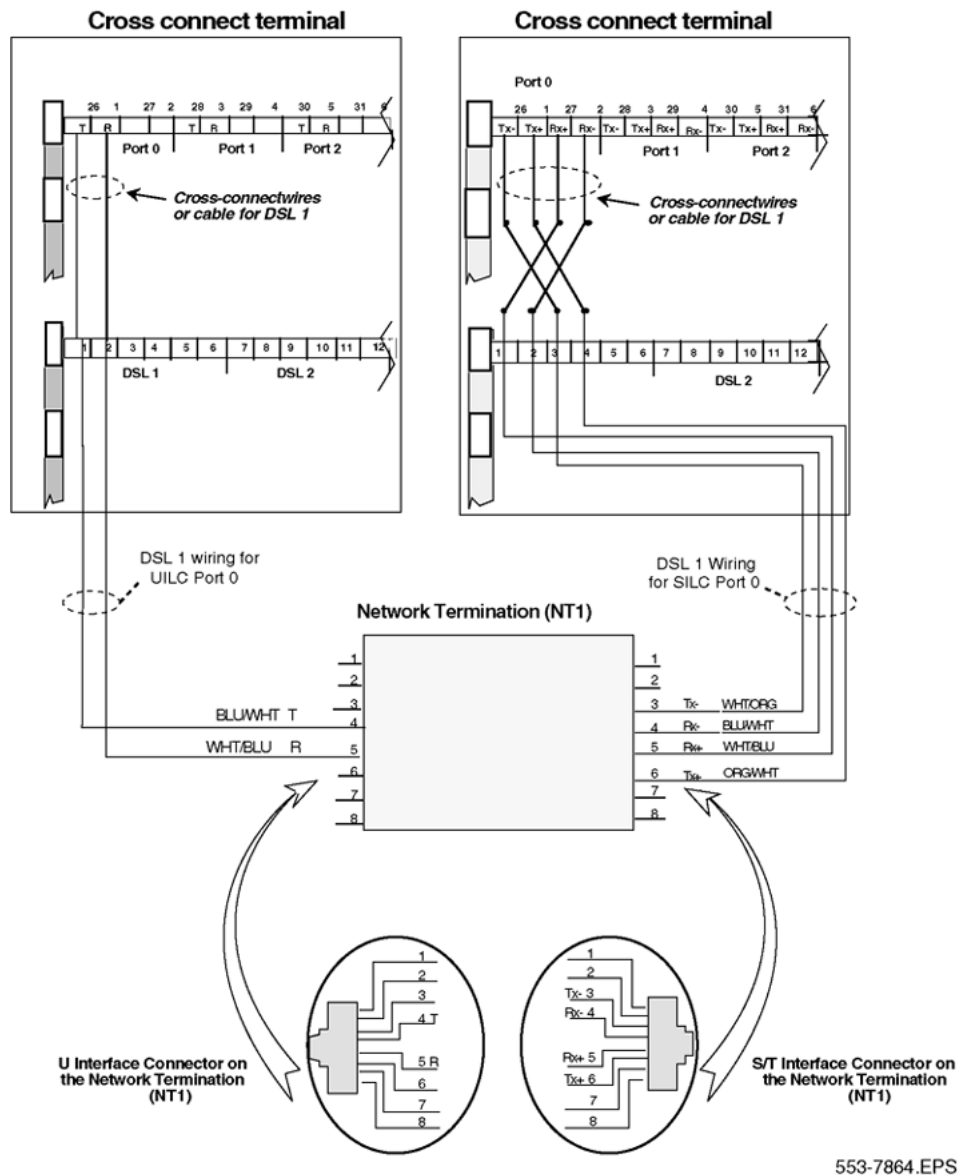 Cross connect terminal
26 1 27 2 28 3 29 4 30 5 31 6
T R T R T R
Port 0 Port 1 Port 2
Cross-connectwires
or cable for DSL 1
1 2 3 4 5 6 7 8 9 10 11 12
DSL 1 DSL 2
Cross connect terminal
Port 0
26 1 27 2 28 3 29 4 30 5 31 6
Tx- Tx+ Rx+ Rx- Tx- Tx+ Rx+ Rx- Tx- Tx+ Rx+ Rx-
Port 1 Port 2
Cross-connectwires
or cable for DSL 1
1 2 3 4 5 6 7 8 9 10 11 12
DSL 2
DSL 1 wiring for
UILC Port 0
DSL 1 Wiring
for SILC Port 0
Network Termination (NT1)
1
2
3
BLU/WHT T 4
WHT/BLU R 5
6
7
8
1
2
3 Tx- WHT/ORG
4 Rx- BLU/WHT
5 Rx+ WHT/BLU
6 Tx+ ORG/WHT
7
8
1
2
3
4 T
5 R
6
7
8
U Interface Connector on
the Network Termination
(NT1)
1
2
Tx- 3
Rx- 4
Rx+ 5
Tx+ 6
7
8
S/T Interface Connector on
the Network Termination
(NT1)
553-7864.EPS